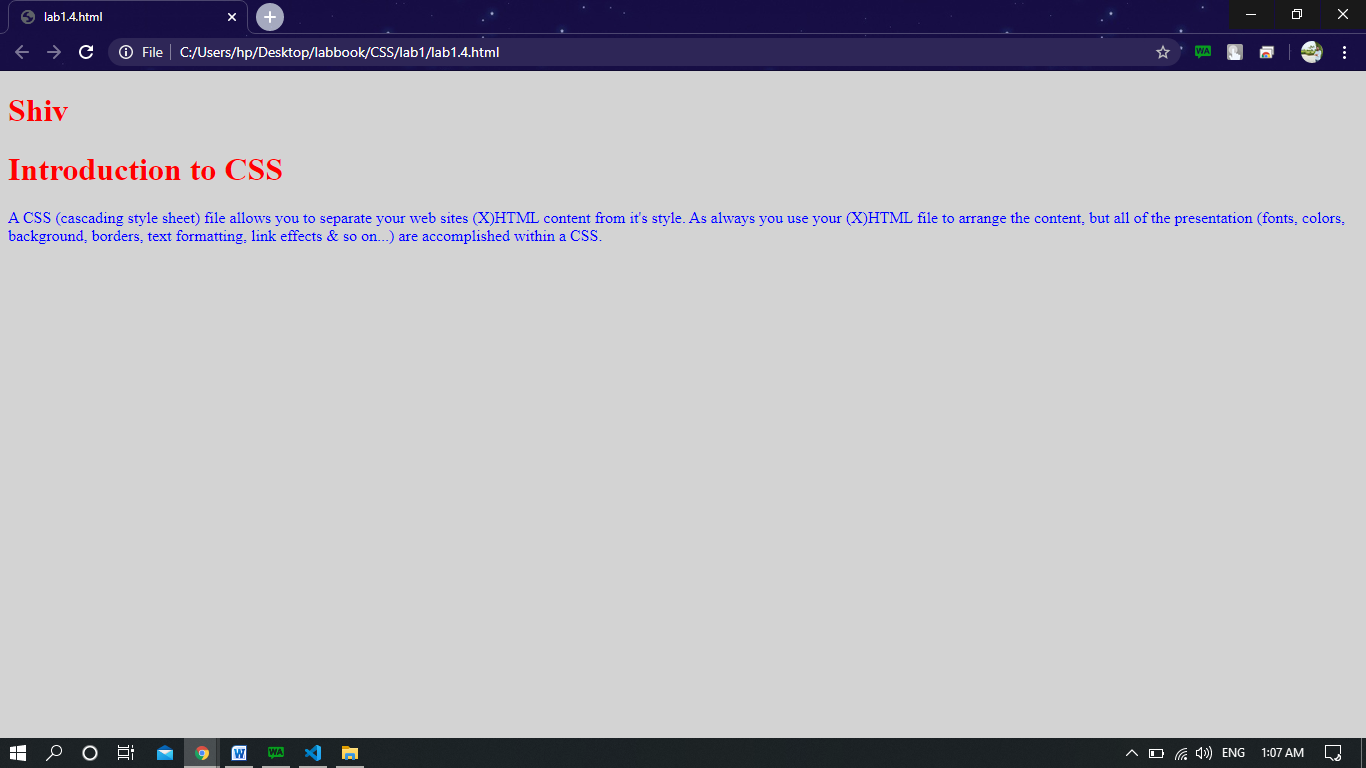 lab1.4.html
File C:/Users/hp/Desktop/labbook/CSS/lab1/lab1.4.html
WA
Shiv
Introduction to CSS
A CSS (cascading style sheet) file allows you to separate your web sites (X)HTML content from it's style. As always you use your (X)HTML file to arrange the content, but all of the presentation (fonts, colors,
background, borders, text formatting, link effects & so on...) are accomplished within a CSS.
W WA ENG 1:07 AM